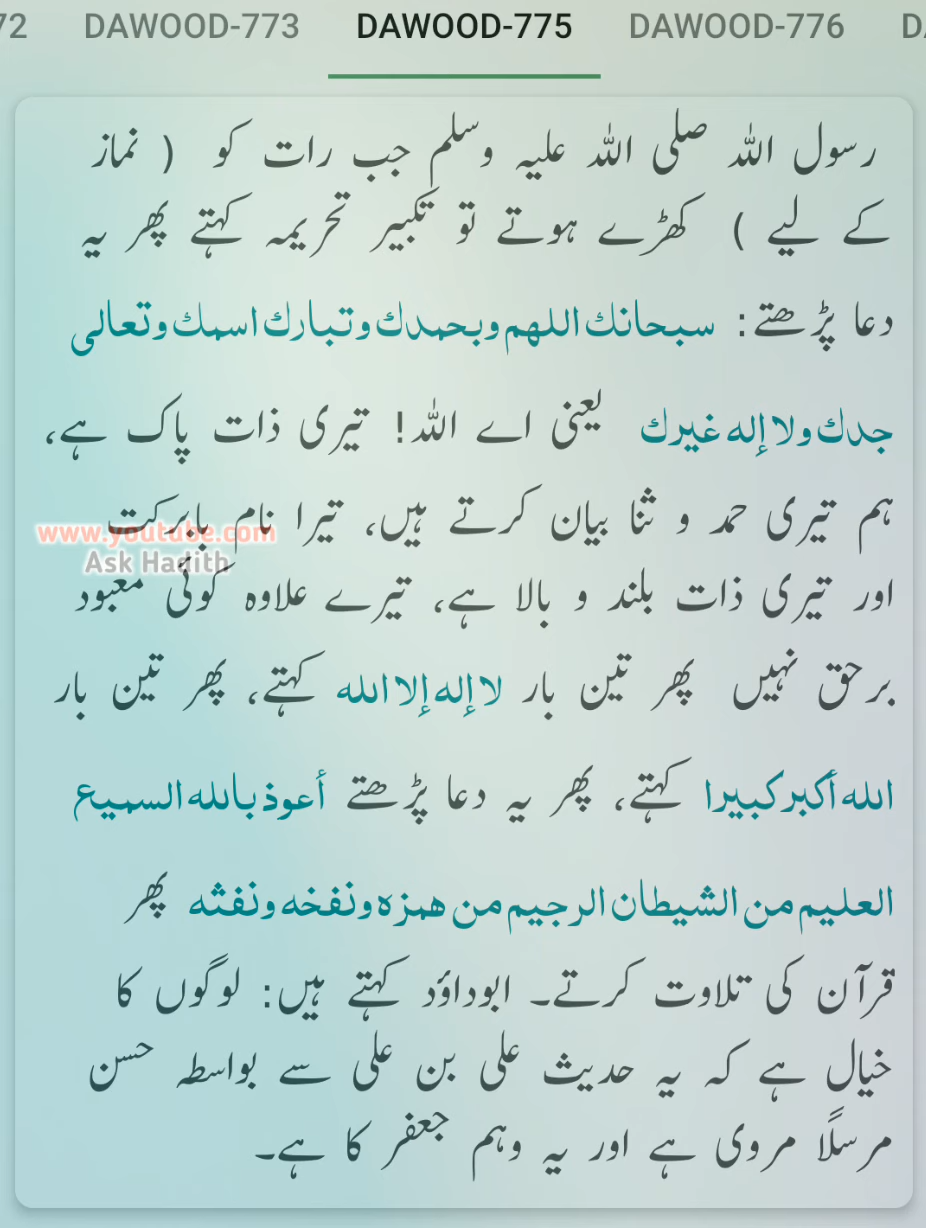 72 DAWOOD-773 DAWOOD-775 DAWOOD-776 DA
رسول اللہ صلی اللہ علیہ وسلم جب رات کو ( نماز
کے لیے ) کھڑے ہوتے تو تکبیر تحریمہ کہتے پھر یہ
دعا پڑھتے: سبحانك اللهم وبحمدك وتبارك اسمك وتعالى
جدك ولا إله غيرك یعنی اے اللہ! تیری ذات پاک ہے،
ہم تیری حمد و ثنا بیان کرتے ہیں، تیرا نام بابرکت
www.youtube.com
Ask Hadith
اور تیری ذات بلند و بالا ہے، تیرے علاوہ کوئی معبود
برحق نہیں پھر تین بار لا إله إلا الله کہتے، پھر تین بار
الله أكبر كبيرا کہتے، پھر یہ دعا پڑھتے أعوذ بالله السميع
العليم من الشيطان الرجيم من همزه ونفخه ونفثه پھر
قرآن کی تلاوت کرتے۔ ابوداؤد کہتے ہیں: لوگوں کا
خیال ہے کہ یہ حدیث علی بن علی سے بواسطہ حسن
مرسلًا مروی ہے اور یہ وہم جعفر کا ہے۔